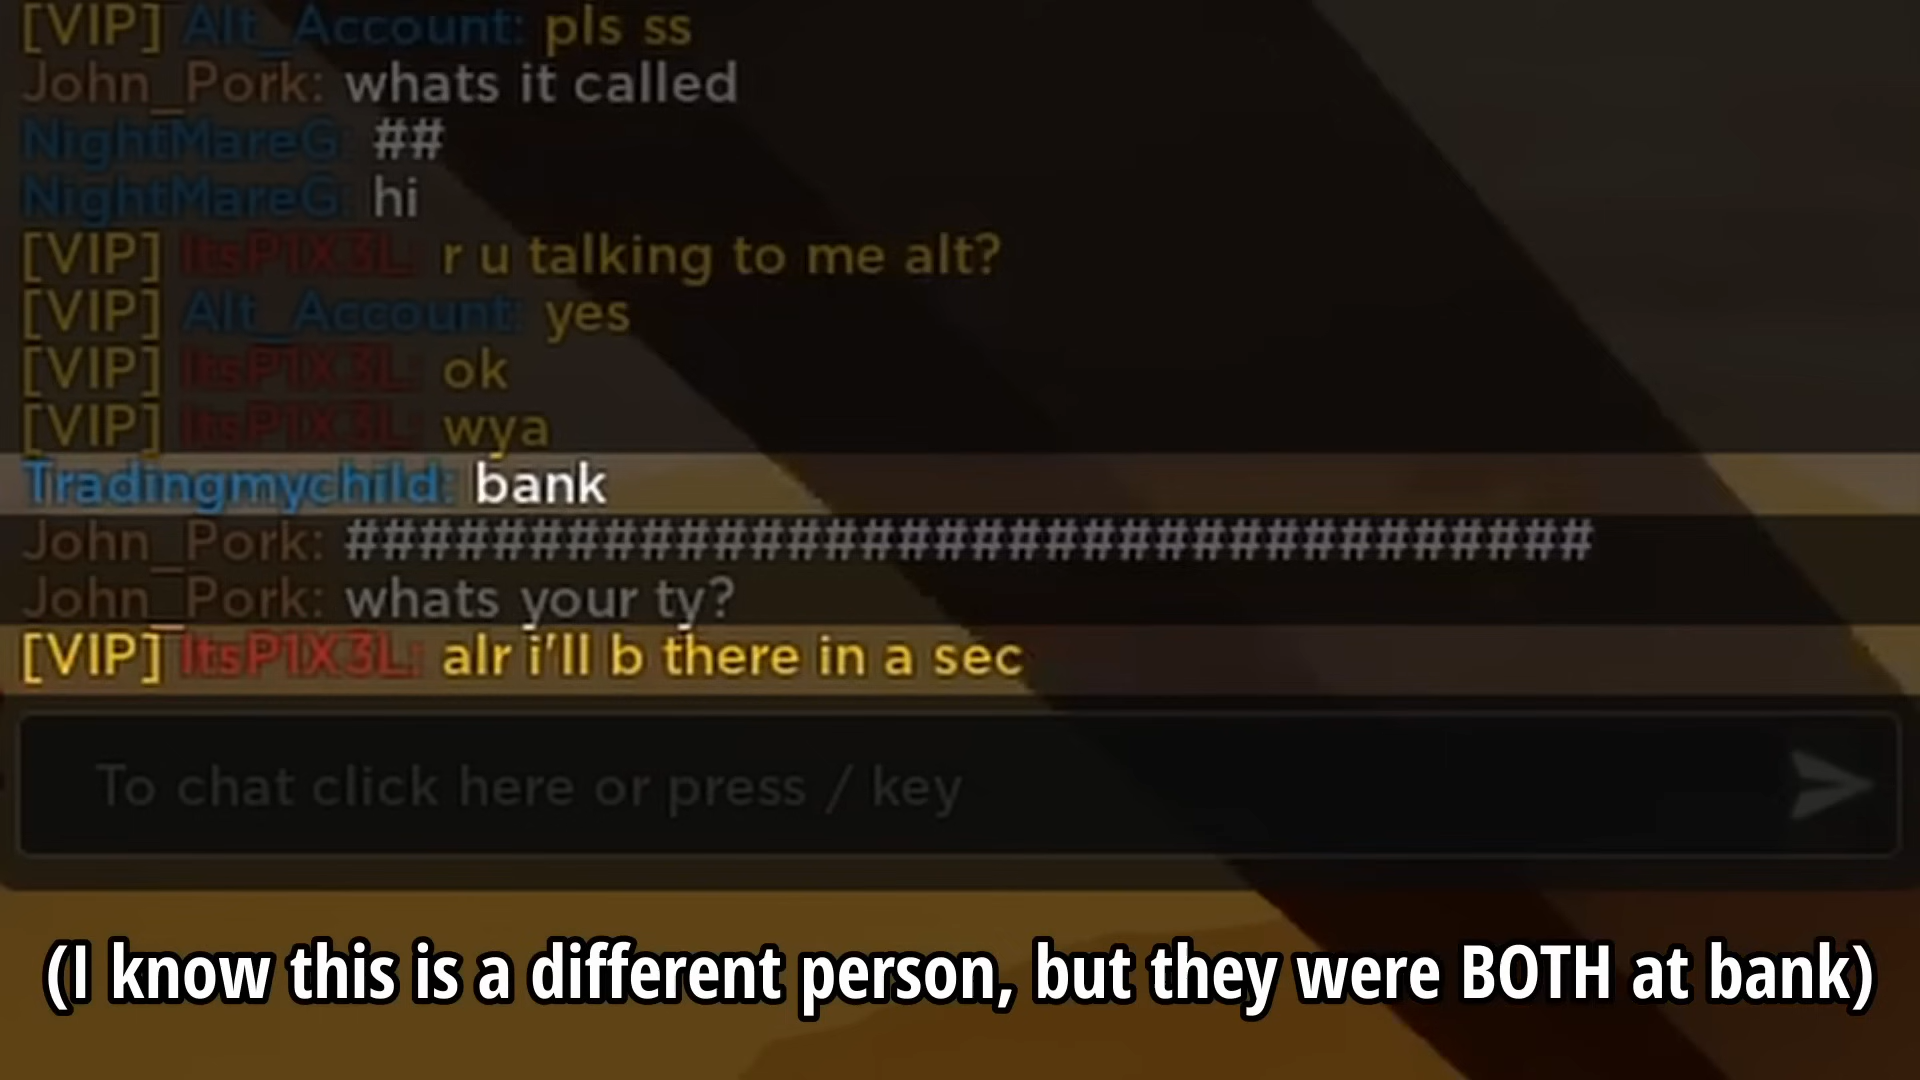 [VIP] Alt_Account: pls ss
John_Pork: whats it called
NightMareG: ##
NightMareG: hi
[VIP] ItsP1X3L: r u talking to me alt?
[VIP] Alt_Account: yes
[VIP] ItsP1X3L: ok
[VIP] ItsP1X3L: wya
Tradingmychild: bank
John_Pork: ##################################
John_Pork: whats your ty?
[VIP] ItsP1X3L: alr i'll b there in a sec
To chat click here or press / key
(I know this is a different person, but they were BOTH at bank)